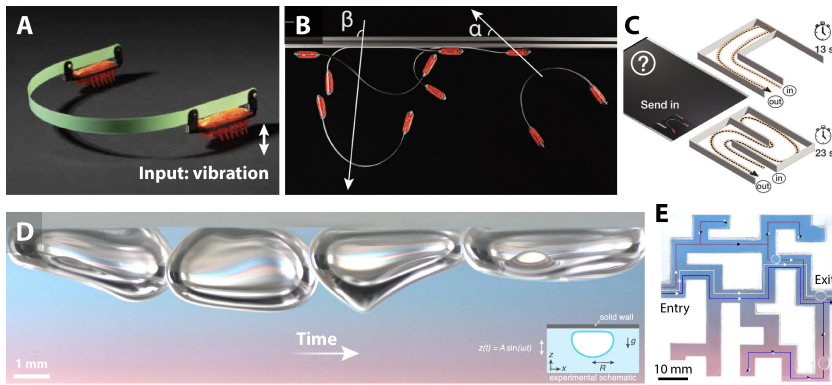 A
Input: vibration
B
β
α
C
?
Send in
13 s
in
out
23 s
in
out
D
Time
1 mm
solid wall
z(t) = A sin(ωt)
g
z
x
R
experimental schematic
E
Entry
Exit
10 mm